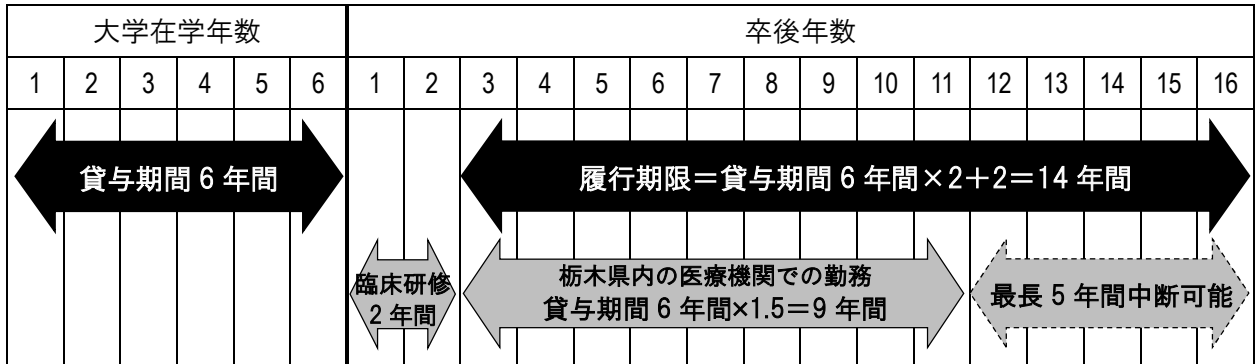 大学在学年数 卒後年数
1 2 3 4 5 6 1 2 3 4 5 6 7 8 9 10 11 12 13 14 15 16
貸与期間 6 年間 履行期限＝貸与期間 6 年間×2＋2＝14 年間
臨床研修
2 年間
栃木県内の医療機関での勤務
貸与期間 6 年間×1.5＝9 年間
最長 5 年間中断可能